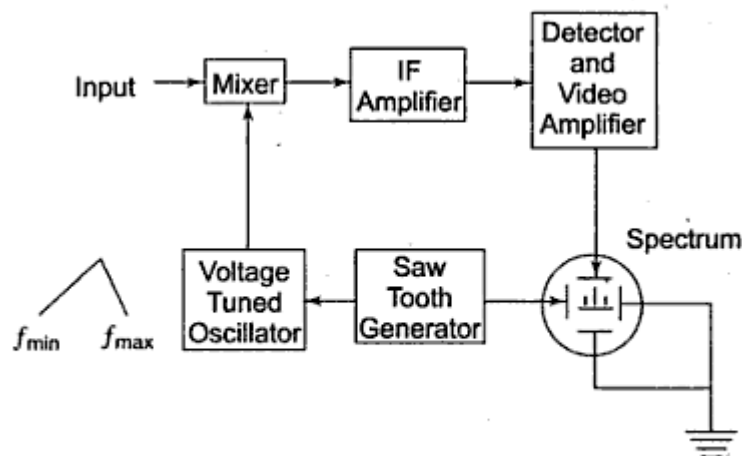 Input
Mixer
IF
Amplifier
Detector
and
Video
Amplifier
Spectrum
Voltage
Tuned
Oscillator
Saw
Tooth
Generator
fmin
fmax